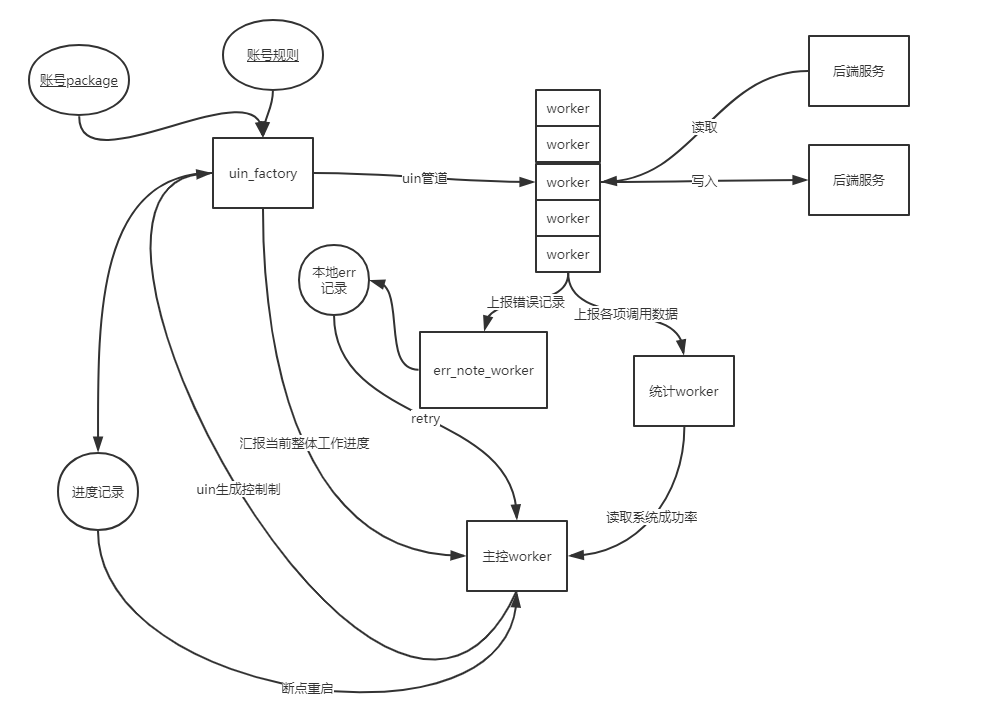 账号规则
账号package
后端服务
worker
读取
worker
uin_factory
uin管道
worker
写入
后端服务
worker
worker
本地err
记录
上报错误记录
上报各项调用数据
err_note_worker
统计worker
retry
汇报当前整体工作进度
uin生成控制制
进度记录
读取系统成功率
主控worker
断点重启